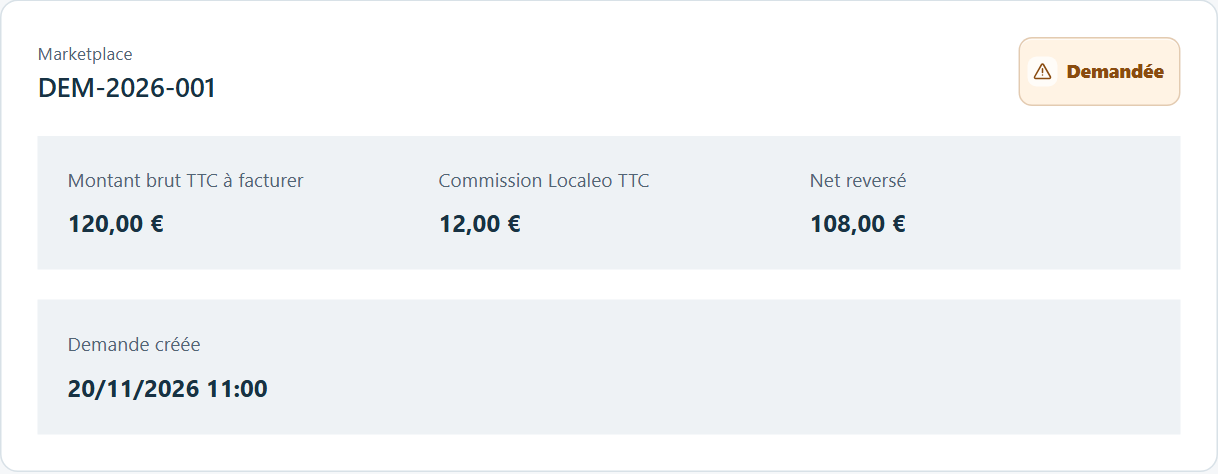 Marketplace
DEM-2026-001
Demandée
Montant brut TTC à facturer
120,00 €
Commission Localeo TTC
12,00 €
Net reversé
108,00 €
Demande créée
20/11/2026 11:00